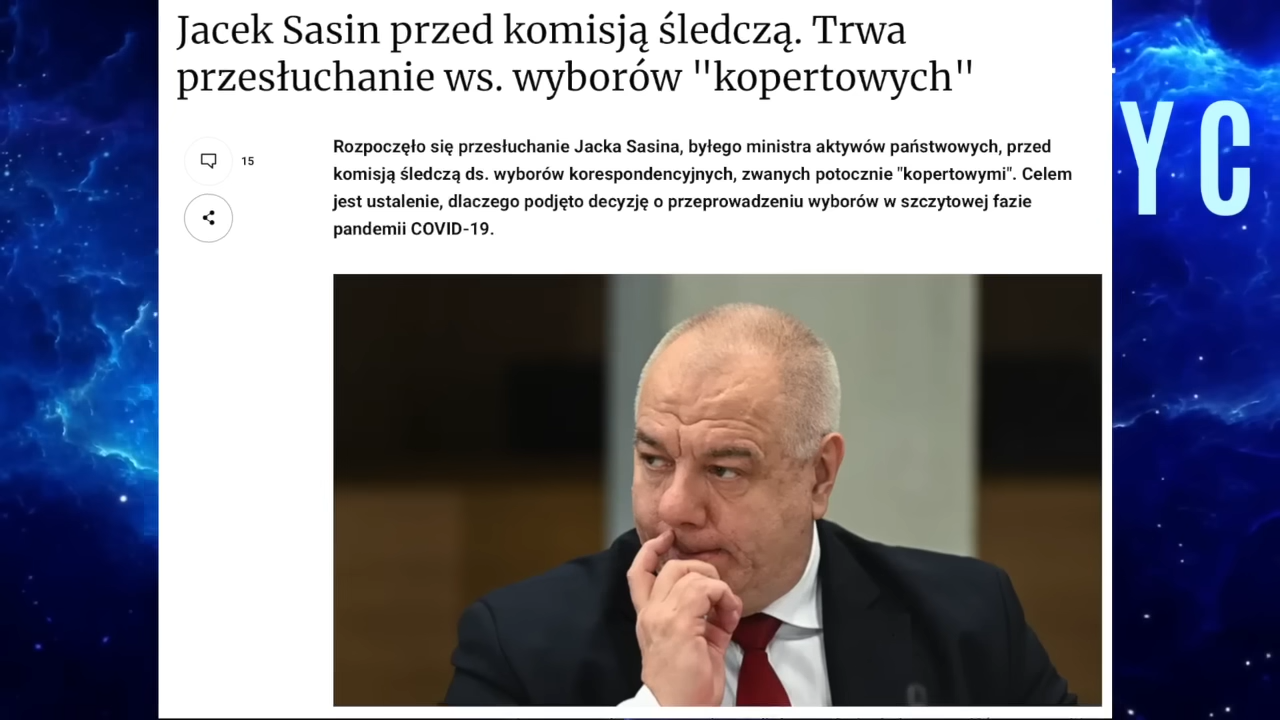 Jacek Sasin przed komisją śledczą. Trwa
przesłuchanie ws. wyborów "kopertowych"
15
Rozpoczęło się przesłuchanie Jacka Sasina, byłego ministra aktywów państwowych, przed
komisją śledczą ds. wyborów korespondencyjnych, zwanych potocznie "kopertowymi". Celem
jest ustalenie, dlaczego podjęto decyzję o przeprowadzeniu wyborów w szczytowej fazie
pandemii COVID-19.
YC